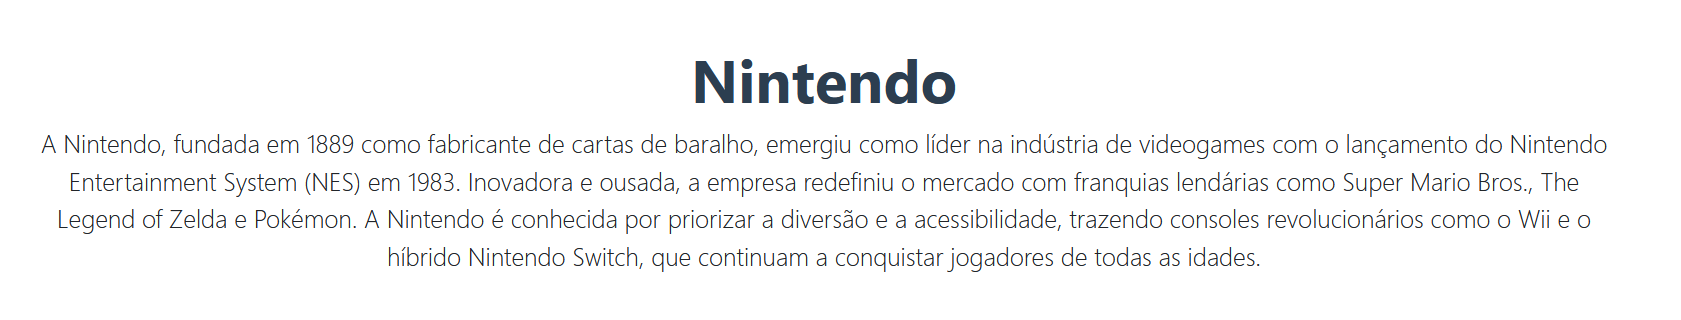 Nintendo
A Nintendo, fundada em 1889 como fabricante de cartas de baralho, emergiu como líder na indústria de videogames com o lançamento do Nintendo
Entertainment System (NES) em 1983. Inovadora e ousada, a empresa redefiniu o mercado com franquias lendárias como Super Mario Bros., The
Legend of Zelda e Pokémon. A Nintendo é conhecida por priorizar a diversão e a acessibilidade, trazendo consoles revolucionários como o Wii e o
híbrido Nintendo Switch, que continuam a conquistar jogadores de todas as idades.